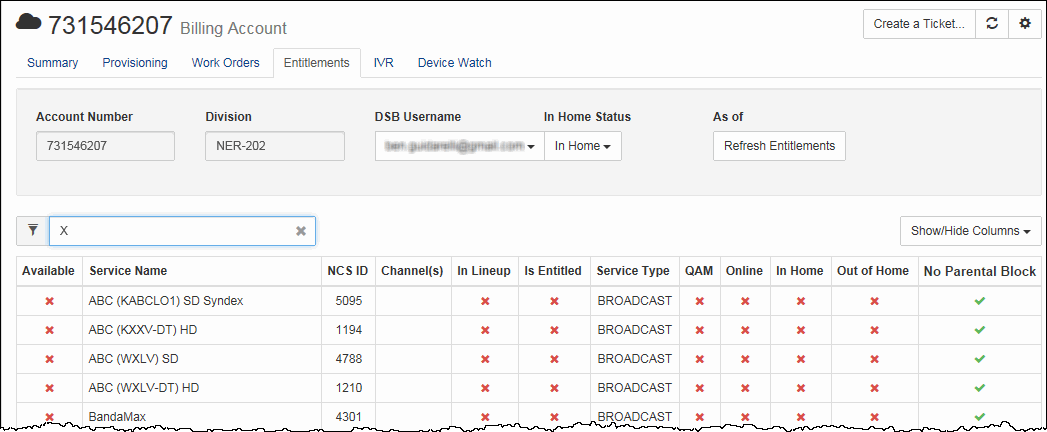 731546207 Billing Account
Create a Ticket...
Summary Provisioning Work Orders Entitlements IVR Device Watch
Account Number Division DSB Username In Home Status As of
731546207 NER-202 In Home Refresh Entitlements
X
Show/Hide Columns
Available Service Name NCS ID Channel(s) In Lineup Is Entitled Service Type QAM Online In Home Out of Home No Parental Block
ABC (KABCLO1) SD Syndex 5095 BROADCAST
ABC (KXXV-DT) HD 1194 BROADCAST
ABC (WXLV) SD 4788 BROADCAST
ABC (WXLV-DT) HD 1210 BROADCAST
BandaMax 4301 BROADCAST